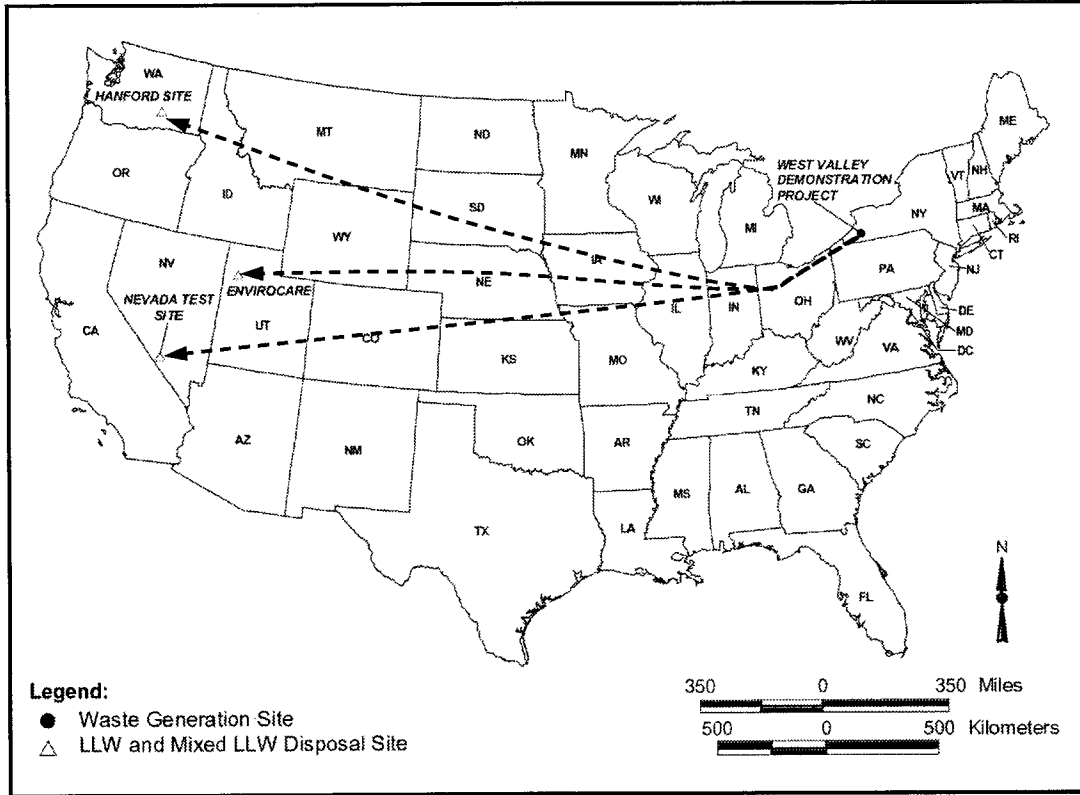 WA
HANFORD SITE
MT
ND
MN
ME
OR
ID
WEST VALLEY
DEMONSTRATION
PROJECT
VT
NH
SD
WI
NY
MA
WY
MI
RI
CT
IA
NV
NE
PA
NJ
ENVIROCARE
NEVADA TEST
SITE
IL
IN
OH
DE
CA
UT
CO
MD
WV
VA
DC
KS
MO
KY
TN
NC
AZ
NM
OK
AR
SC
MS
AL
GA
TX
LA
N
FL
Legend:
Waste Generation Site
LLW and Mixed LLW Disposal Site
350 0 350 Miles
500 0 500 Kilometers